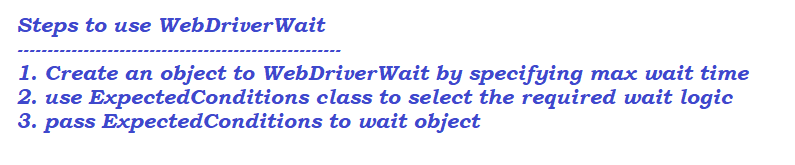 Steps to use WebDriverWait
------------------------------------------------------
1. Create an object to WebDriverWait by specifying max wait time
2. use ExpectedConditions class to select the required wait logic
3. pass ExpectedConditions to wait object